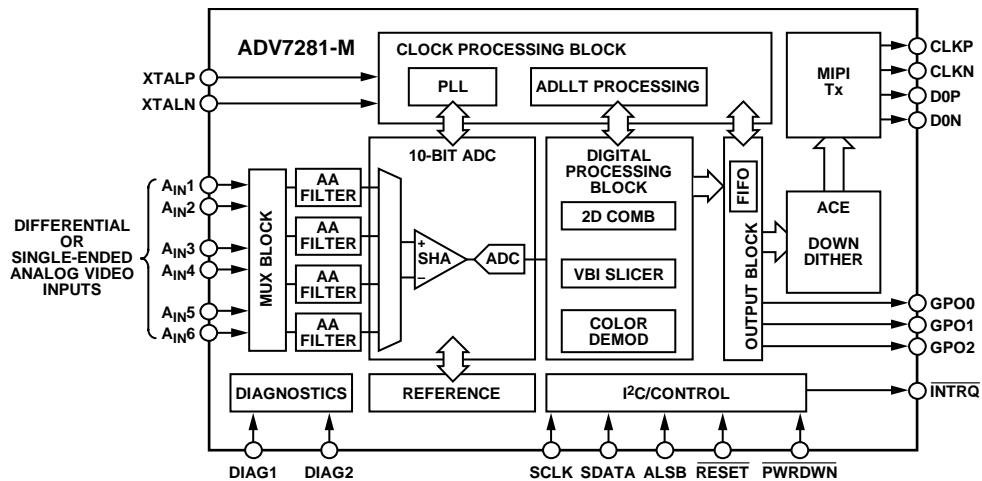 ADV7281-M
CLOCK PROCESSING BLOCK
PLL
ADLLT PROCESSING
XTALP
XTALN
MIPI
Tx
CLKP
CLKN
D0P
D0N
10-BIT ADC
DIGITAL
PROCESSING
BLOCK
2D COMB
VBI SLICER
COLOR
DEMOD
FIFO
OUTPUT BLOCK
ACE
DOWN
DITHER
DIFFERENTIAL
OR
SINGLE-ENDED
ANALOG VIDEO
INPUTS
AIN1
AIN2
AIN3
AIN4
AIN5
AIN6
MUX BLOCK
AA
FILTER
AA
FILTER
AA
FILTER
AA
FILTER
+
SHA
–
ADC
GPO0
GPO1
GPO2
DIAGNOSTICS
REFERENCE
I2C/CONTROL
INTRQ
DIAG1
DIAG2
SCLK
SDATA
ALSB
RESET
PWRDWN